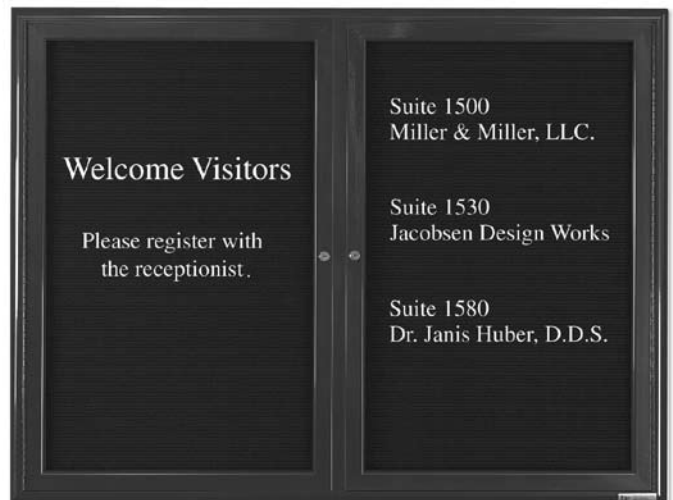 Welcome Visitors
Please register with
the receptionist.
Suite 1500
Miller & Miller, LLC.
Suite 1530
Jacobsen Design Works
Suite 1580
Dr. Janis Huber, D.D.S.